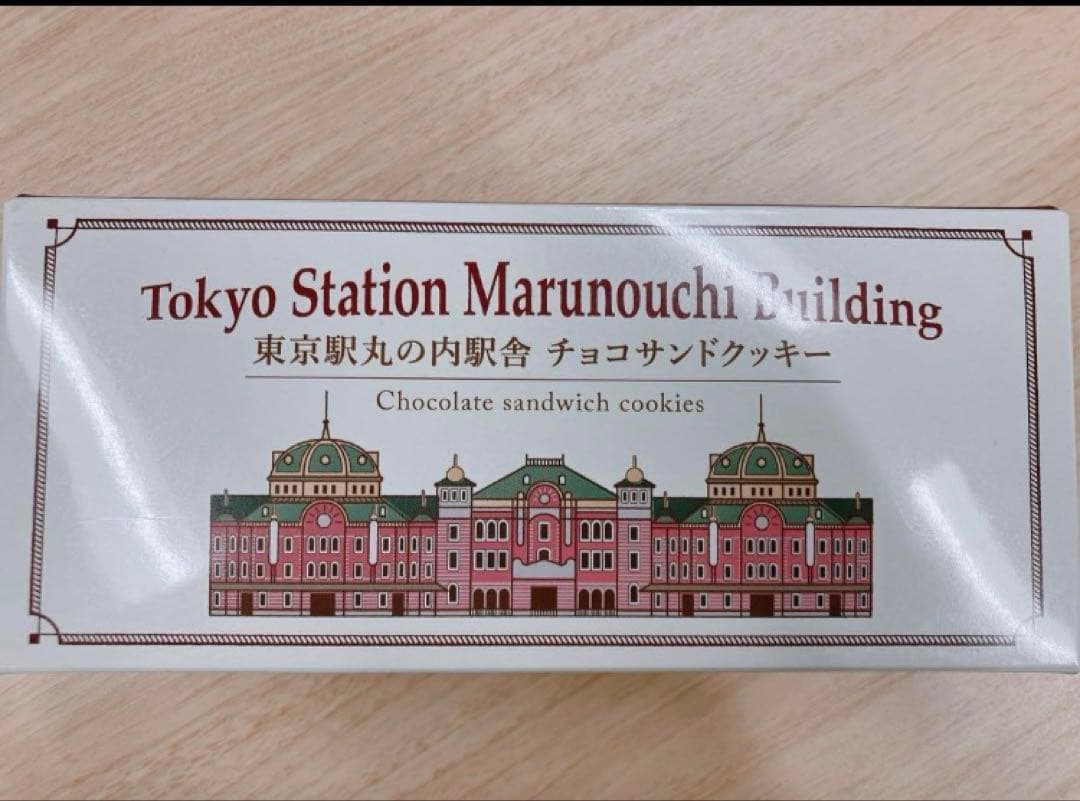 Tokyo Station Marunouchi Building
東京駅丸の内駅舎 チョコサンドクッキー
Chocolate sandwich cookies